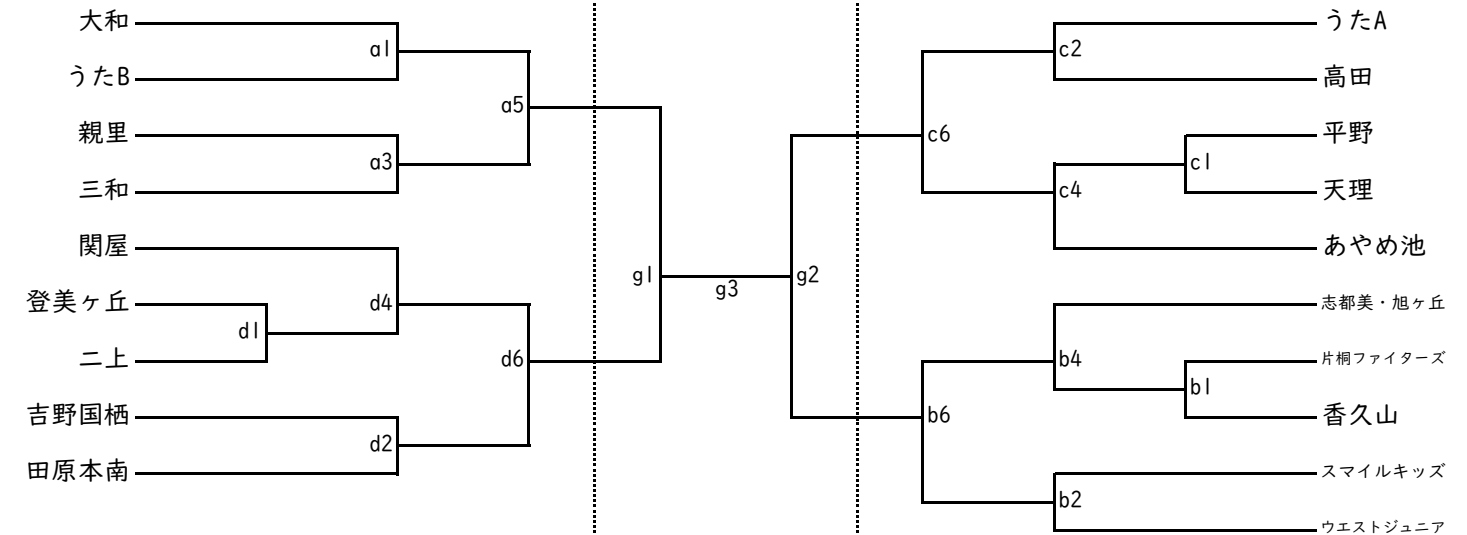 大和
うたB
親里
三和
関屋
登美ヶ丘
二上
吉野国栖
田原本南
a1
a3
d4
d1
d2
a5
d6
g1
g3
g2
c6
b6
c2
c4
c1
b4
b1
b2
うたA
高田
平野
天理
あやめ池
志都美・旭ヶ丘
片桐ファイターズ
香久山
スマイルキッズ
ウエストジュニア